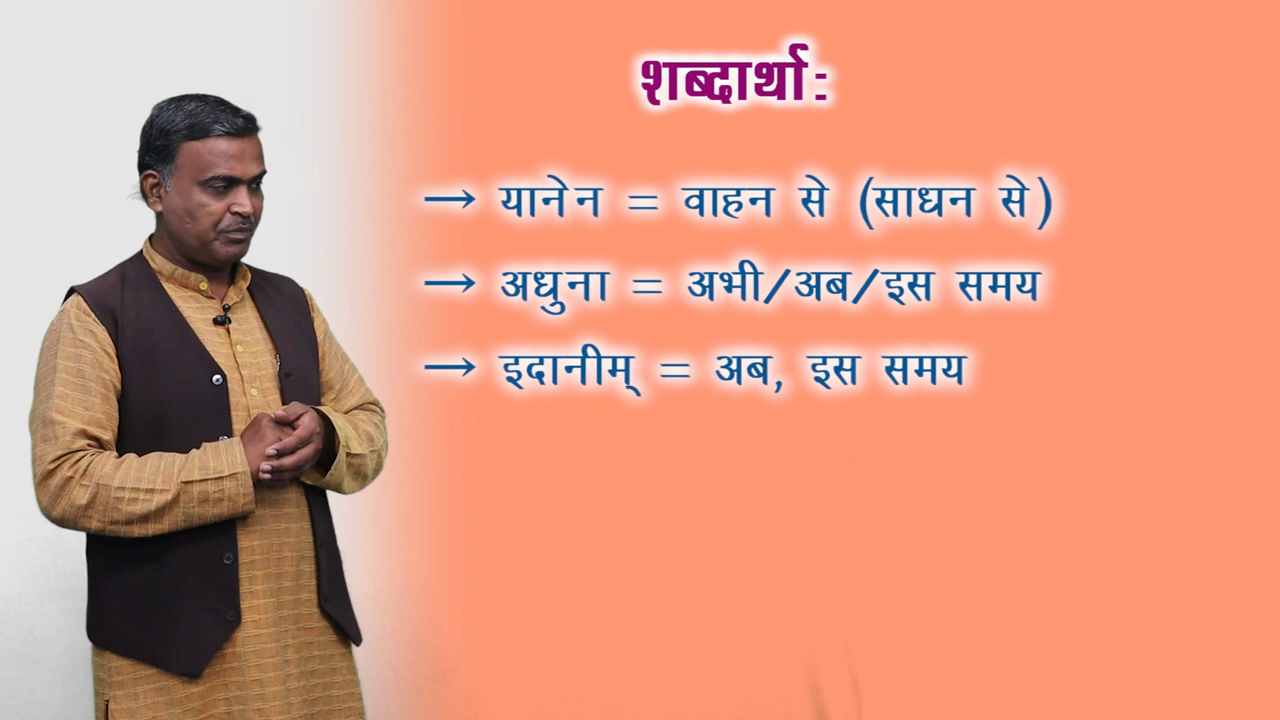 शब्दार्थाः
→ यानेन = वाहन से (साधन से)
→ अधुना = अभी/अब/इस समय
→ इदानीम् = अब, इस समय